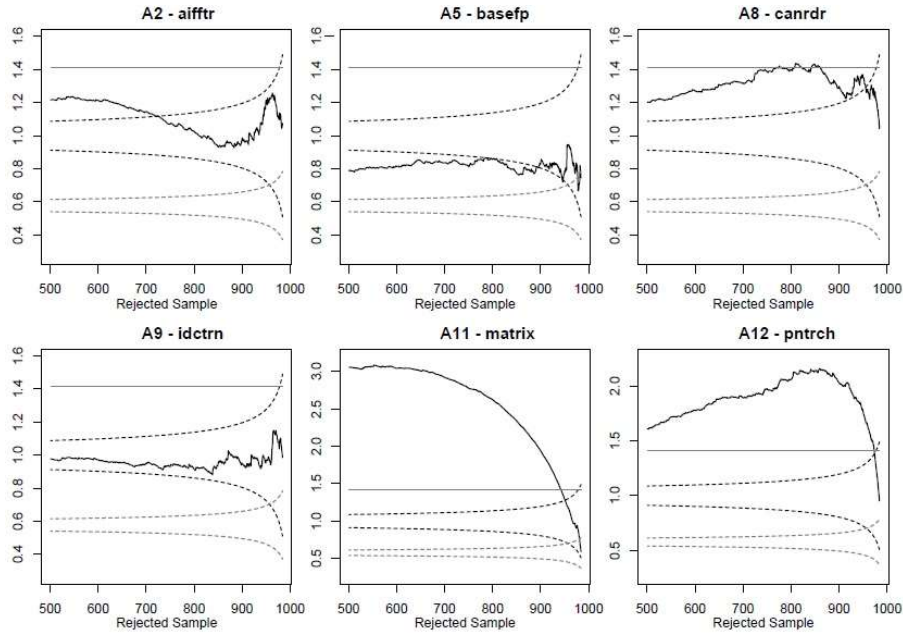 A2 - aifftr
A5 - basefp
A8 - canrdr
0.4 0.6 0.8 1.0 1.2 1.4 1.6
0.4 0.6 0.8 1.0 1.2 1.4 1.6
0.4 0.6 0.8 1.0 1.2 1.4 1.6
500 600 700 800 900 1000
500 600 700 800 900 1000
500 600 700 800 900 1000
Rejected Sample
Rejected Sample
Rejected Sample
A9 - idctrn
A11 - matrix
A12 - pntrch
0.4 0.6 0.8 1.0 1.2 1.4 1.6
0.5 1.0 1.5 2.0 2.5 3.0
0.5 1.0 1.5 2.0
500 600 700 800 900 1000
500 600 700 800 900 1000
500 600 700 800 900 1000
Rejected Sample
Rejected Sample
Rejected Sample